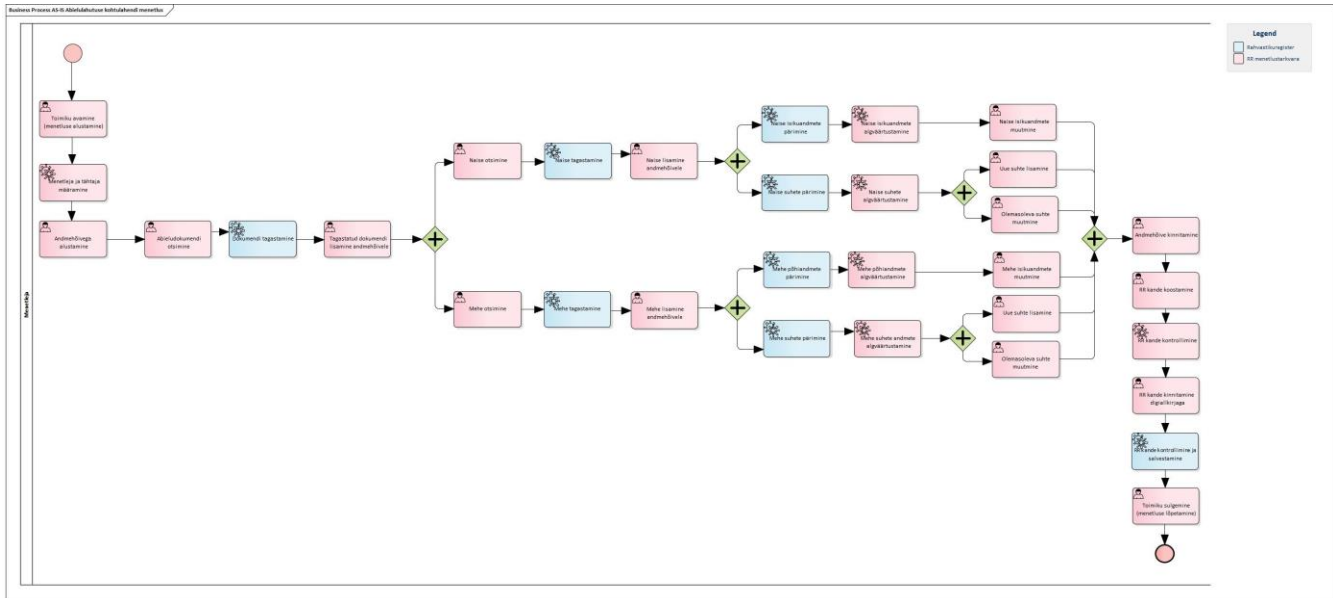 Business Process AS-IS Abielulahutuse kohtulahendi menetlus
Legend
Rahvastikuregister
RR menetlustarkvara
Menetleja
Toimiku avamine
(menetluse alustamine)
Menetleja ja tähtaja
määramine
Andmehõivega
alustamine
Abieludokumendi
otsimine
Dokumendi tagastamine
Tagastatud dokumendi
lisamine andmehõivele
Naise otsimine
Naise tagastamine
Naise lisamine
andmehõivele
Naise isikuandmete
pärimine
Naise isikuandmete
algväärtustamine
Naise isikuandmete
muutmine
Naise suhete pärimine
Naise suhete
algväärtustamine
Uue suhte lisamine
Olemasoleva suhte
muutmine
Mehe otsimine
Mehe tagastamine
Mehe lisamine
andmehõivele
Mehe põhiandmete
pärimine
Mehe põhiandmete
algväärtustamine
Mehe isikuandmete
muutmine
Mehe suhete pärimine
Mehe suhete andmete
algväärtustamine
Uue suhte lisamine
Olemasoleva suhte
muutmine
Andmehõive kinnitamine
RR kande koostamine
RR kande kontrollimine
RR kande kinnitamine
digiallkirjaga
RR kande kontrollimine ja
salvestamine
Toimiku sulgemine
(menetluse lõpetamine)